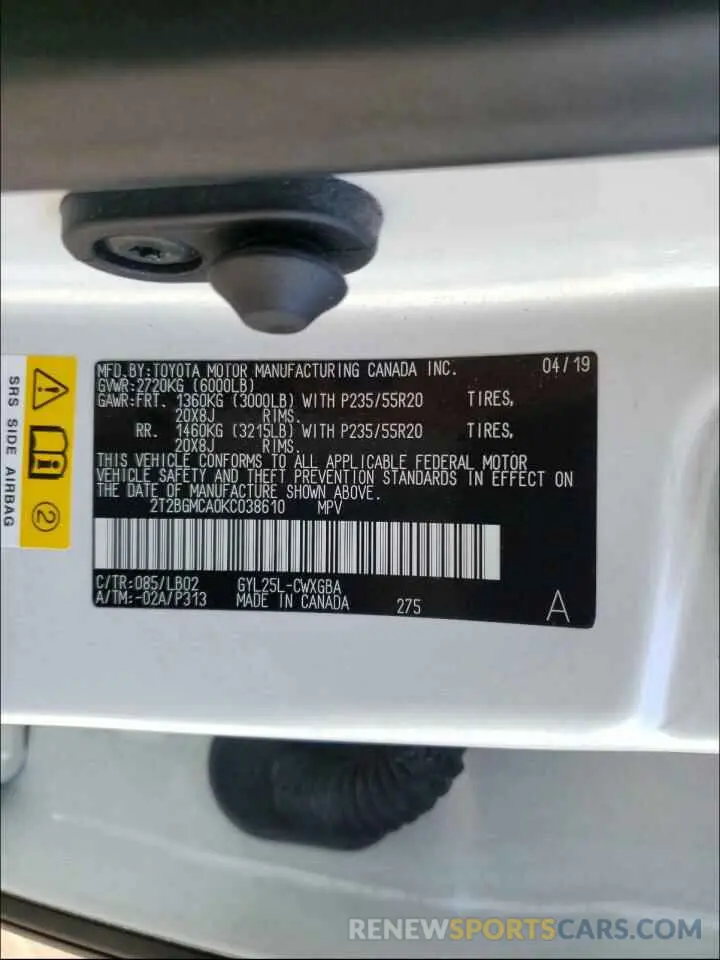 MFD.BY:TOYOTA MOTOR MANUFACTURING CANADA INC. 04/19
GVWR:2720KG (6000LB)
GAWR:FRT. 1360KG (3000LB) WITH P235/55R20 TIRES,
20X8J RIMS.
RR. 1460KG (3215LB) WITH P235/55R20 TIRES,
20X8J RIMS.
THIS VEHICLE CONFORMS TO ALL APPLICABLE FEDERAL MOTOR
VEHICLE SAFETY AND THEFT PREVENTION STANDARDS IN EFFECT ON
THE DATE OF MANUFACTURE SHOWN ABOVE.
2T2BGMCA0KC038610 MPV
C/TR:085/LB02 GYL25L-CWXGBA
A/TM:-02A/P313 MADE IN CANADA 275 A
SRS SIDE AIRBAG
2
RENEWSPORTSCARS.COM